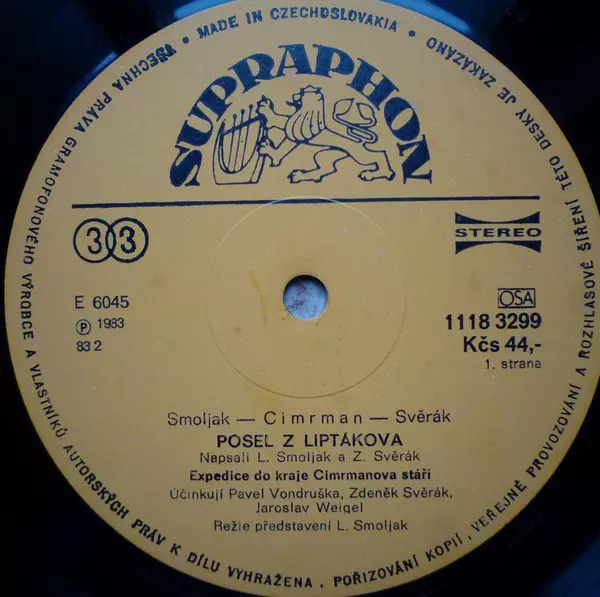 VŠECHNA PRÁVA GRAMOFONOVÉHO VÝROBCE A VLASTNÍKŮ AUTORSKÝCH PRÁV K DÍLU VYHRAŽENA. POŘIZOVÁNÍ KOPIÍ, VEŘEJNÉ PROVOZOVÁNÍ A ROZHLASOVÉ ŠÍŘENÍ TÉTO DESKY JE ZAKÁZÁNO • MADE IN CZECHOSLOVAKIA •
SUPRAPHON
33
STEREO
E 6045
Ⓟ 1983
83 2
OSA
1118 3299
Kčs 44,-
1. strana
Smoljak — Cimrman — Svěrák
POSEL Z LIPTÁKOVA
Napsali L. Smoljak a Z. Svěrák
Expedice do kraje Cimrmanova stáří
Účinkují Pavel Vondruška, Zdeněk Svěrák,
Jaroslav Weigel
Režie představení L. Smoljak